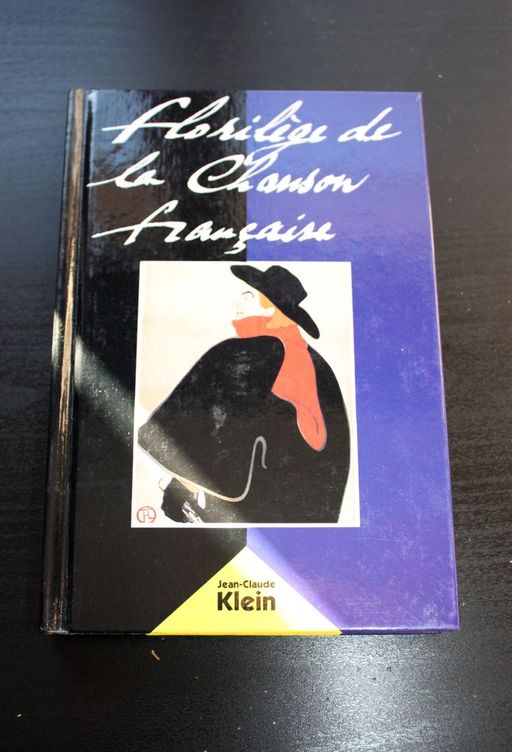 Florilège de
la Chanson
française
Jean-Claude
Klein